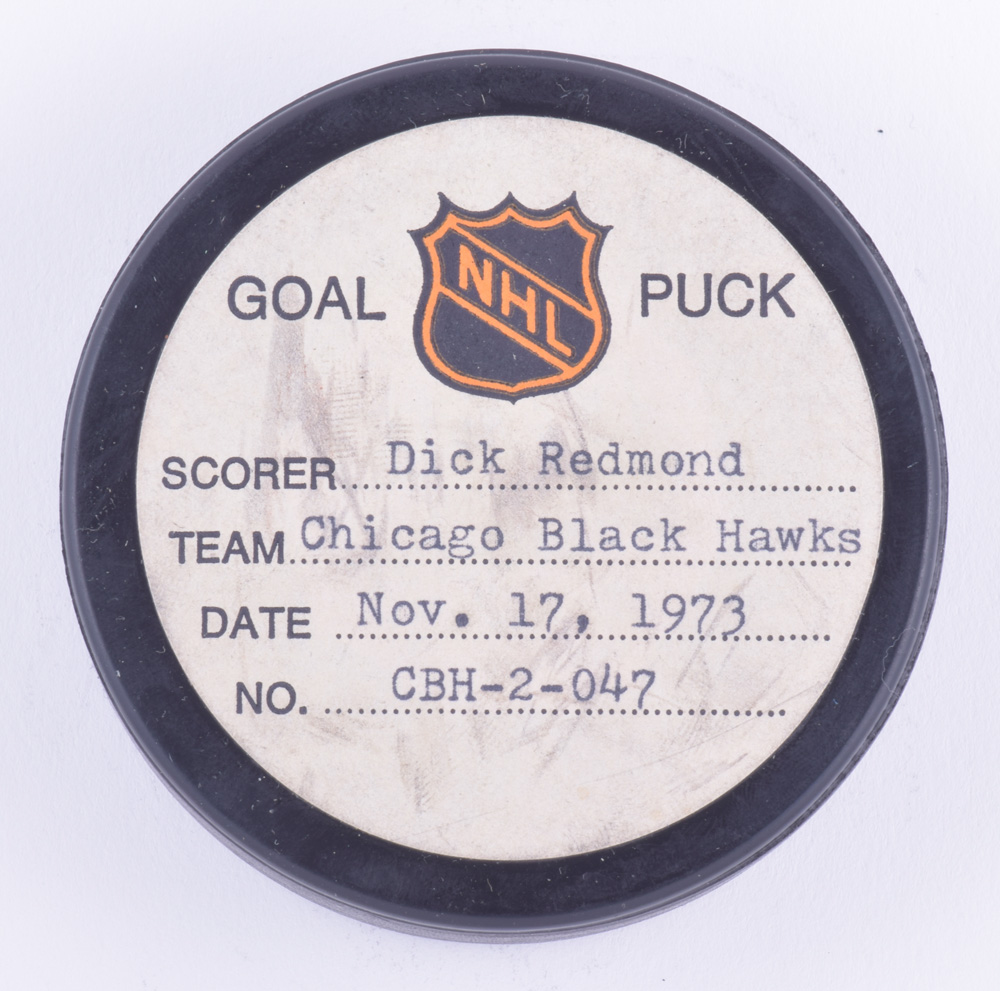 GOAL NHL PUCK
SCORER Dick Redmond
TEAM Chicago Black Hawks
DATE Nov. 17, 1973
NO. CBH-2-047